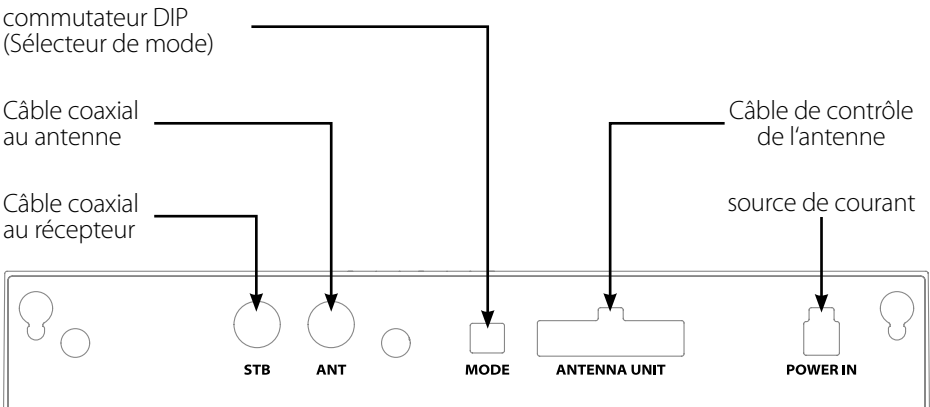 commutateur DIP
(Sélecteur de mode)
Câble coaxial
au antenne
Câble de contrôle
de l‘antenne
Câble coaxial
au récepteur
source de courant
STB
ANT
MODE
ANTENNA UNIT
POWER IN